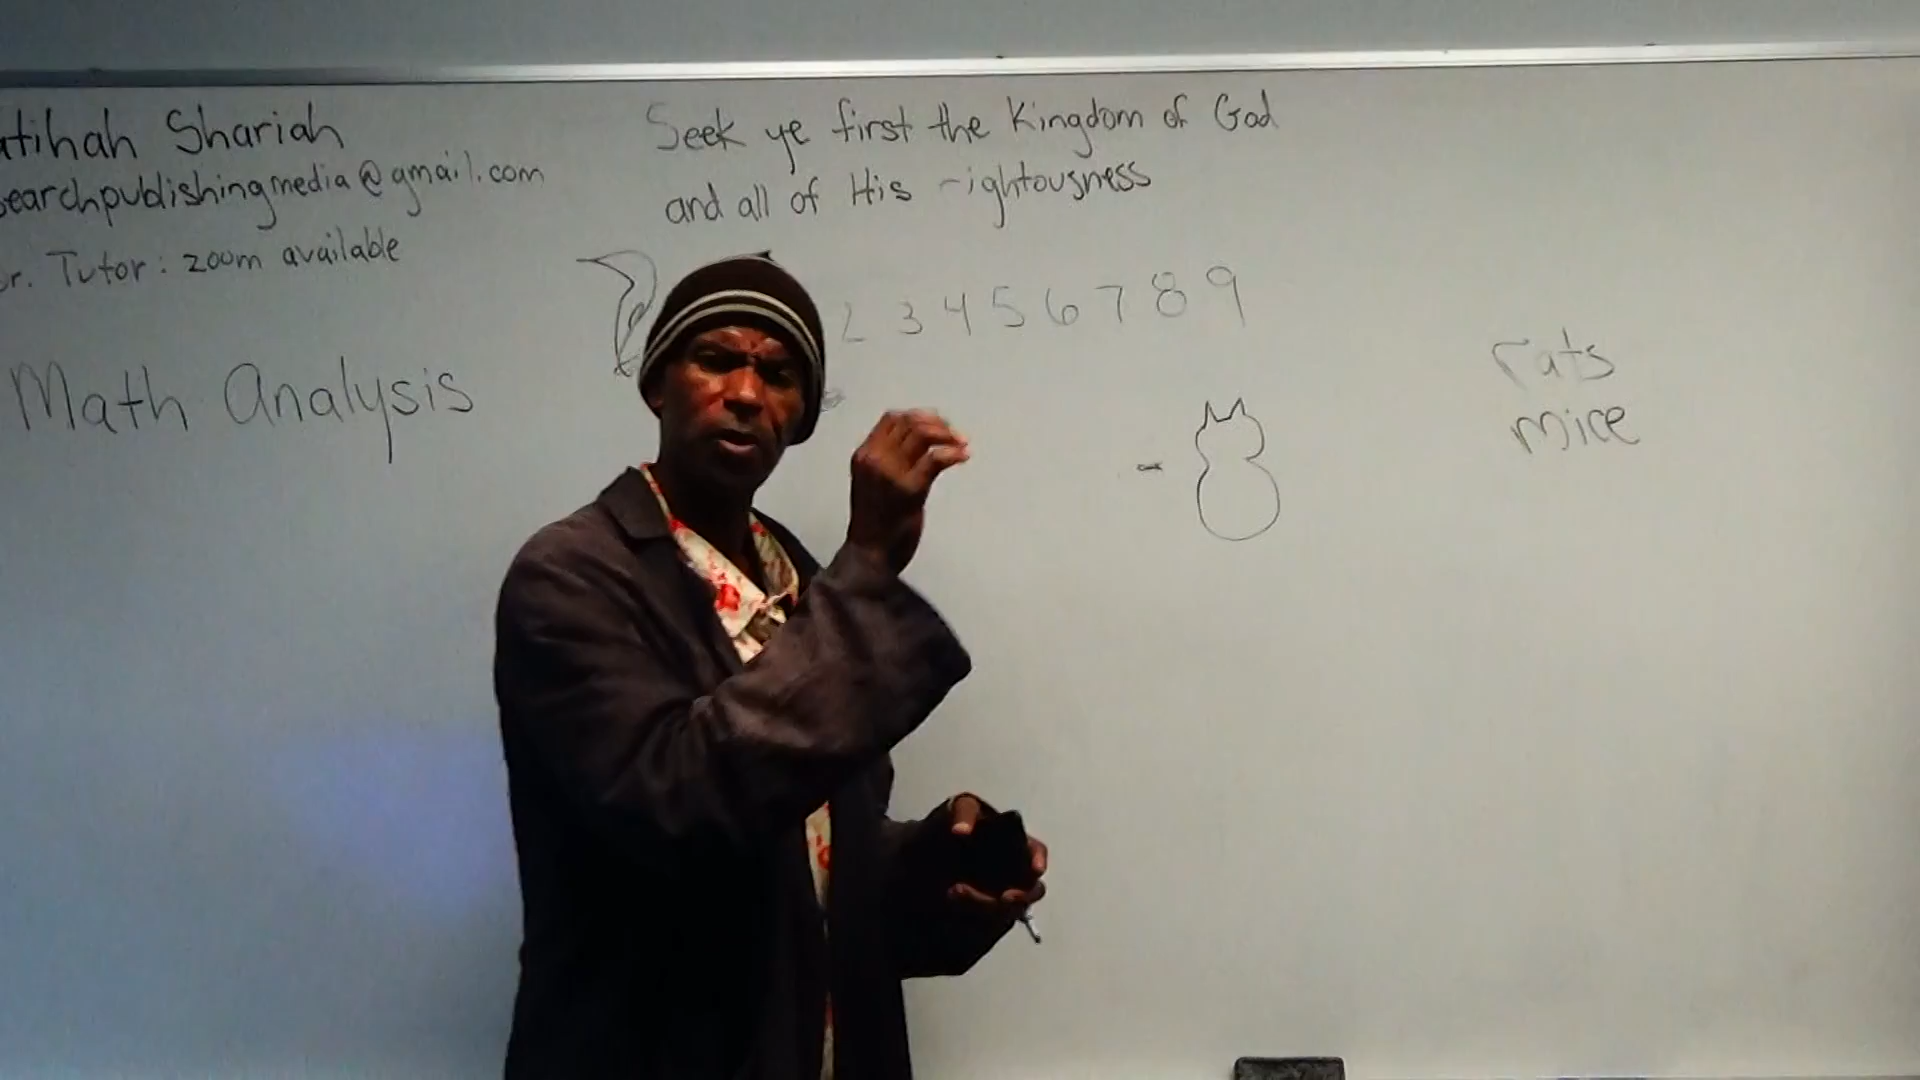 atihah Shariah
searchpublishingmedia@gmail.com
r. Tutor: zoom available
Math Analysis
Seek ye first the Kingdom of God
and all of His rightousness
2 3 4 5 6 7 8 9
rats
mice